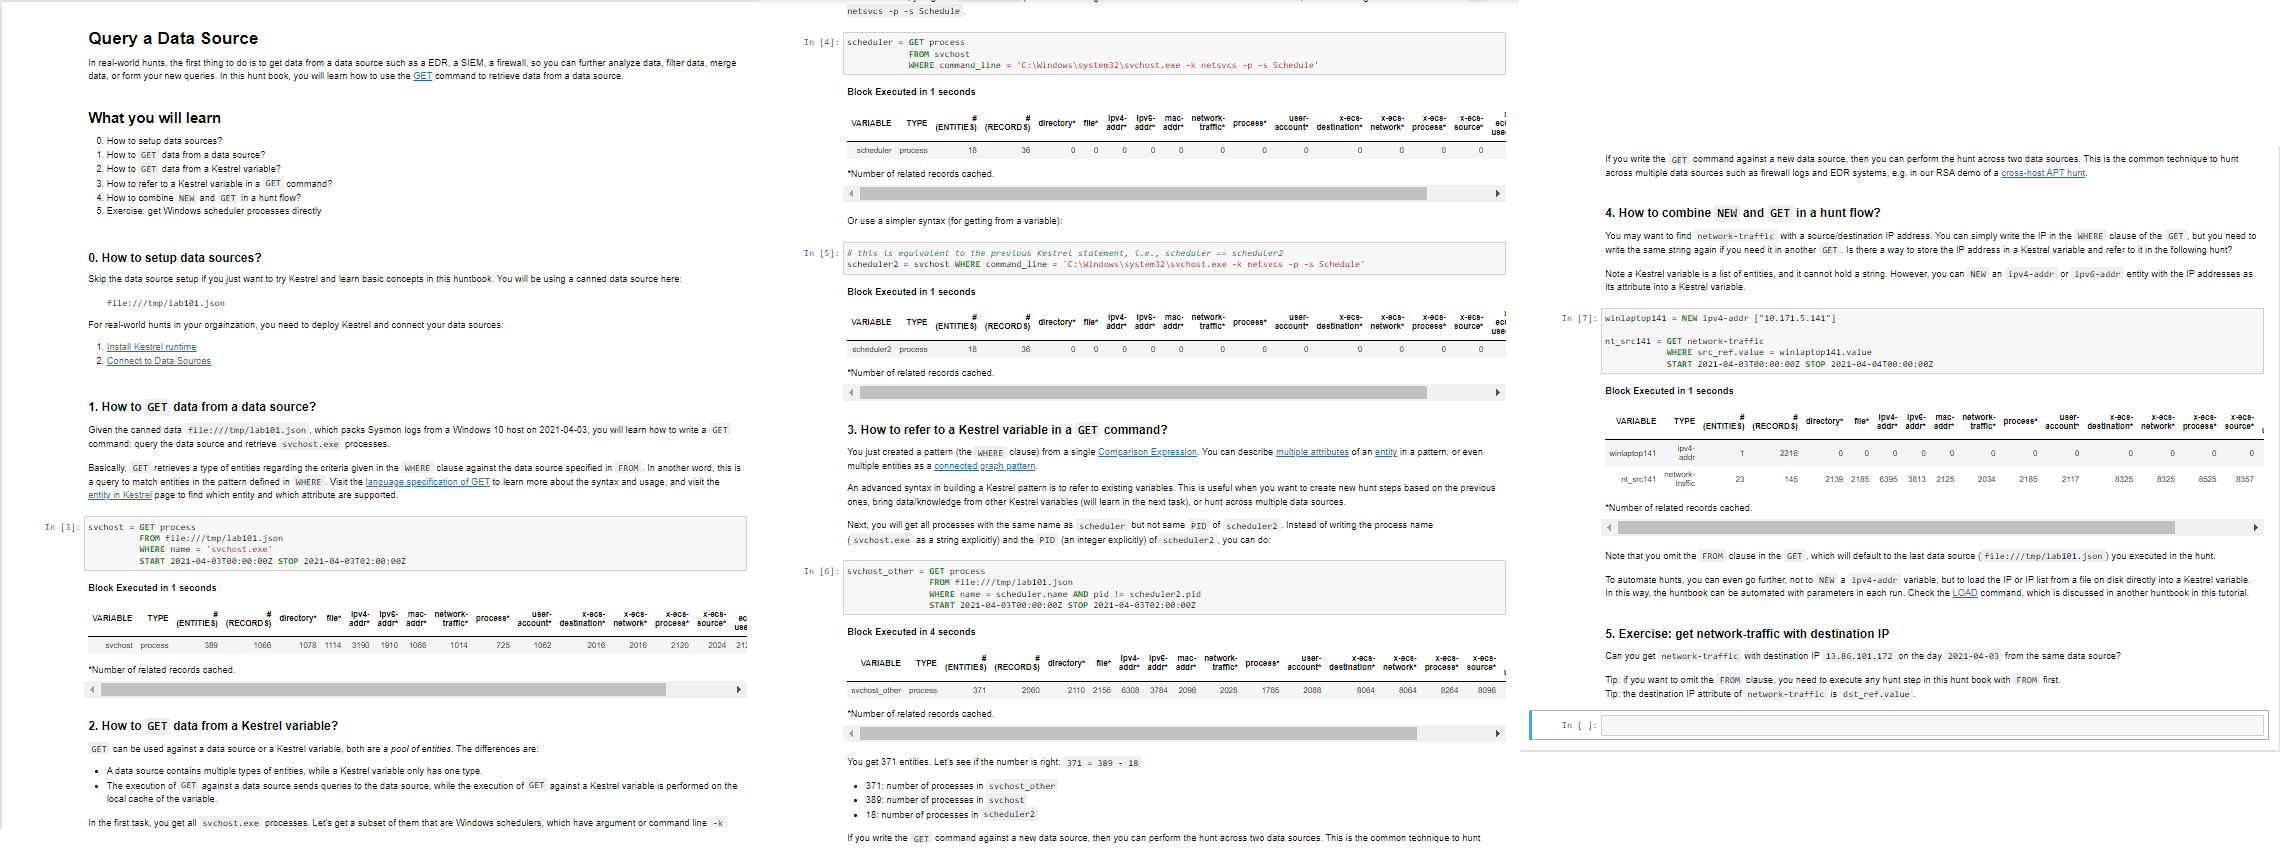 Query a Data Source
In real-world hunts, the first thing to do is to get data from a data source such as a EDR, a SIEM, a firewall, so you can further analyze data, filter data, merge
data, or form your new queries. In this hunt book, you will learn how to use the GET command to retrieve data from a data source.
What you will learn
0. How to setup data sources?
1. How to GET data from a data source?
2. How to GET data from a Kestrel variable?
3. How to refer to a Kestrel variable in a GET command?
4. How to combine NEW and GET in a hunt flow?
5. Exercise: get Windows scheduler processes directly
0. How to setup data sources?
Skip the data source setup if you just want to try Kestrel and learn basic concepts in this huntbook. You will be using a canned data source here:
file:///tmp/lab101.json
For real-world hunts in your orgainzation, you need to deploy Kestrel and connect your data sources:
1. Install Kestrel runtime
2. Connect to Data Sources
1. How to GET data from a data source?
Given the canned data file:///tmp/lab101.json , which packs Sysmon logs from a Windows 10 host on 2021-04-03, you will learn how to write a GET
command: query the data source and retrieve svchost.exe processes.
Basically, GET retrieves a type of entities regarding the criteria given in the WHERE clause against the data source specified in FROM . In another word, this is
a query to match entities in the pattern defined in WHERE . Visit the language specification of GET to learn more about the syntax and usage, and visit the
entity in Kestrel page to find which entity and which attribute are supported.
In [3]: svchost = GET process
FROM file:///tmp/lab101.json
WHERE name = 'svchost.exe'
START 2021-04-03T00:00:00Z STOP 2021-04-03T02:00:00Z
Block Executed in 1 seconds
VARIABLE TYPE # (ENTITIES) # (RECORDS) directory* file* ipv4-addr* ipv6-addr* mac-addr* network-traffic* process* user-account* x-ecs-destination* x-ecs-network* x-ecs-process* x-ecs-source* ec use
svchost process 389 1066 1078 1114 3190 1910 1066 1014 725 1062 2016 2016 2120 2024 212
*Number of related records cached.
2. How to GET data from a Kestrel variable?
GET can be used against a data source or a Kestrel variable, both are a pool of entities. The differences are:
• A data source contains multiple types of entities, while a Kestrel variable only has one type.
• The execution of GET against a data source sends queries to the data source, while the execution of GET against a Kestrel variable is performed on the
local cache of the variable.
In the first task, you get all svchost.exe processes. Let's get a subset of them that are Windows schedulers, which have argument or command line -k
netsvcs -p -s Schedule .
In [4]: scheduler = GET process
FROM svchost
WHERE command_line = 'C:\Windows\system32\svchost.exe -k netsvcs -p -s Schedule'
Block Executed in 1 seconds
VARIABLE TYPE # (ENTITIES) # (RECORDS) directory* file* ipv4-addr* ipv6-addr* mac-addr* network-traffic* process* user-account* x-ecs-destination* x-ecs-network* x-ecs-process* x-ecs-source* ecs use
scheduler process 18 36 0 0 0 0 0 0 0 0 0 0 0 0
*Number of related records cached.
Or use a simpler syntax (for getting from a variable):
In [5]: # this is equivalent to the previous Kestrel statement, i.e., scheduler == scheduler2
scheduler2 = svchost WHERE command_line = 'C:\Windows\system32\svchost.exe -k netsvcs -p -s Schedule'
Block Executed in 1 seconds
VARIABLE TYPE # (ENTITIES) # (RECORDS) directory* file* ipv4-addr* ipv6-addr* mac-addr* network-traffic* process* user-account* x-ecs-destination* x-ecs-network* x-ecs-process* x-ecs-source* ecs use
scheduler2 process 18 36 0 0 0 0 0 0 0 0 0 0 0 0
*Number of related records cached.
3. How to refer to a Kestrel variable in a GET command?
You just created a pattern (the WHERE clause) from a single Comparison Expression. You can describe multiple attributes of an entity in a pattern, or even
multiple entities as a connected graph pattern.
An advanced syntax in building a Kestrel pattern is to refer to existing variables. This is useful when you want to create new hunt steps based on the previous
ones, bring data/knowledge from other Kestrel variables (will learn in the next task), or hunt across multiple data sources.
Next, you will get all processes with the same name as scheduler but not same PID of scheduler2 . Instead of writing the process name
( svchost.exe as a string explicitly) and the PID (an integer explicitly) of scheduler2 , you can do:
In [6]: svchost_other = GET process
FROM file:///tmp/lab101.json
WHERE name = scheduler.name AND pid != scheduler2.pid
START 2021-04-03T00:00:00Z STOP 2021-04-03T02:00:00Z
Block Executed in 4 seconds
VARIABLE TYPE # (ENTITIES) # (RECORDS) directory* file* ipv4-addr* ipv6-addr* mac-addr* network-traffic* process* user-account* x-ecs-destination* x-ecs-network* x-ecs-process* x-ecs-source*
svchost_other process 371 2060 2110 2156 6308 3784 2096 2028 1785 2088 8064 8064 8264 8096
*Number of related records cached.
You get 371 entities. Let's see if the number is right: 371 = 389 - 18
• 371: number of processes in svchost_other
• 389: number of processes in svchost
• 18: number of processes in scheduler2
If you write the GET command against a new data source, then you can perform the hunt across two data sources. This is the common technique to hunt
If you write the GET command against a new data source, then you can perform the hunt across two data sources. This is the common technique to hunt
across multiple data sources such as firewall logs and EDR systems, e.g. in our RSA demo of a cross-host APT hunt.
4. How to combine NEW and GET in a hunt flow?
You may want to find network-traffic with a source/destination IP address. You can simply write the IP in the WHERE clause of the GET , but you need to
write the same string again if you need it in another GET . Is there a way to store the IP address in a Kestrel variable and refer to it in the following hunt?
Note a Kestrel variable is a list of entities, and it cannot hold a string. However, you can NEW an ipv4-addr or ipv6-addr entity with the IP addresses as
its attribute into a Kestrel variable.
In [7]: winlaptop141 = NEW ipv4-addr ["10.171.5.141"]
nt_src141 = GET network-traffic
WHERE src_ref.value = winlaptop141.value
START 2021-04-03T00:00:00Z STOP 2021-04-04T00:00:00Z
Block Executed in 1 seconds
VARIABLE TYPE # (ENTITIES) # (RECORDS) directory* file* ipv4-addr* ipv6-addr* mac-addr* network-traffic* process* user-account* x-ecs-destination* x-ecs-network* x-ecs-process* x-ecs-source*
winlaptop141 ipv4-addr 1 2216 0 0 0 0 0 0 0 0 0 0 0 0
nt_src141 network-traffic 23 145 2139 2185 6395 3813 2125 2034 2185 2117 8325 8325 8525 8357
*Number of related records cached.
Note that you omit the FROM clause in the GET , which will default to the last data source ( file:///tmp/lab101.json ) you executed in the hunt.
To automate hunts, you can even go further, not to NEW a ipv4-addr variable, but to load the IP or IP list from a file on disk directly into a Kestrel variable.
In this way, the huntbook can be automated with parameters in each run. Check the LOAD command, which is discussed in another huntbook in this tutorial.
5. Exercise: get network-traffic with destination IP
Can you get network-traffic with destination IP 13.86.101.172 on the day 2021-04-03 from the same data source?
Tip: if you want to omit the FROM clause, you need to execute any hunt step in this hunt book with FROM first.
Tip: the destination IP attribute of network-traffic is dst_ref.value .
In [ ]: